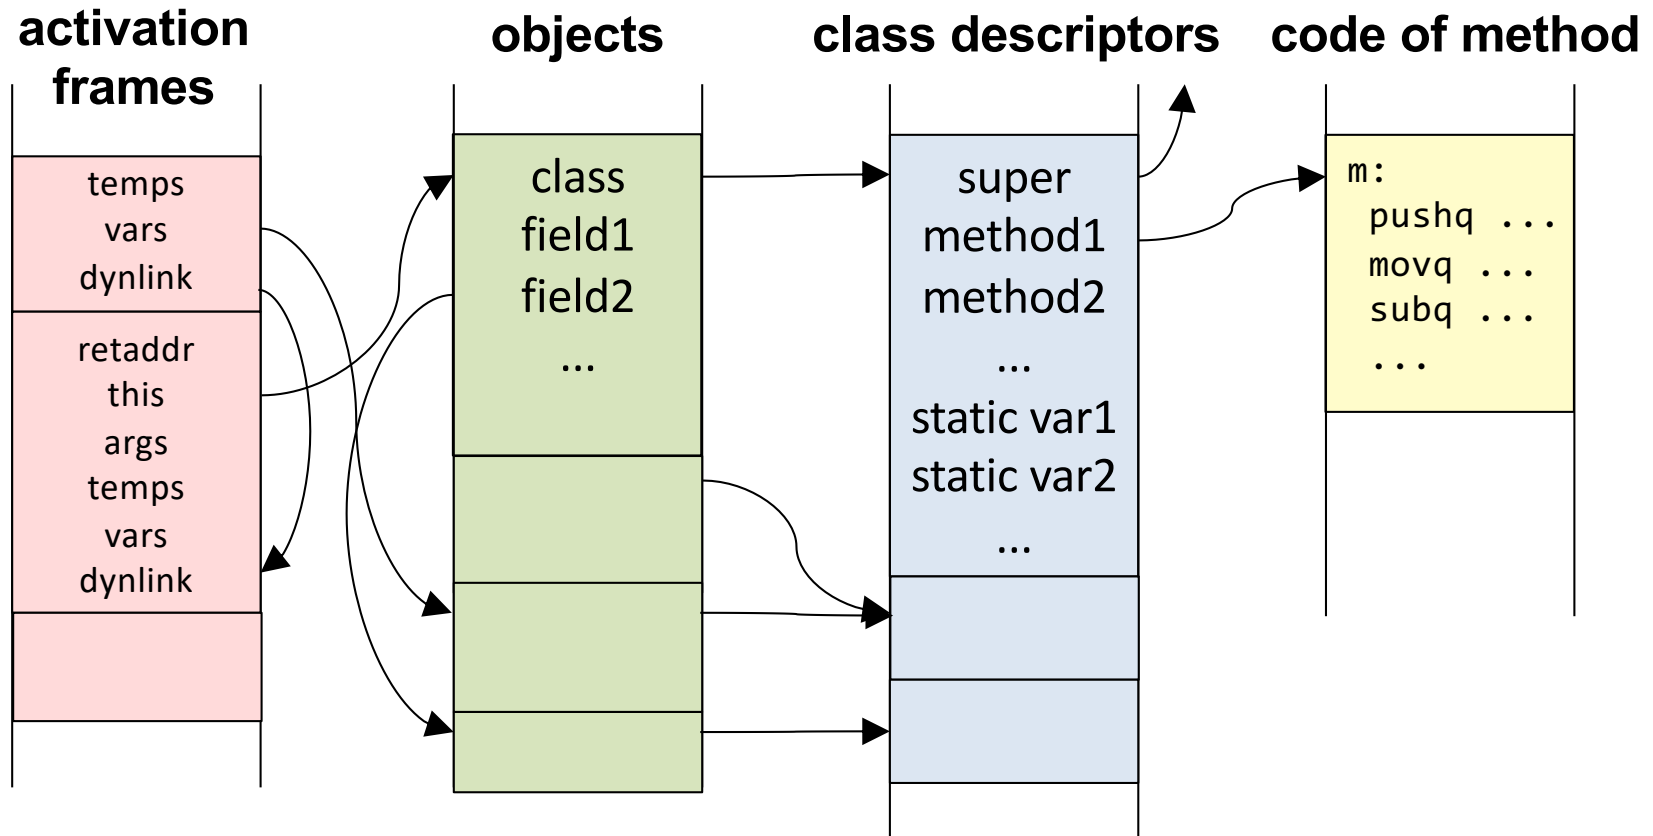 activation
frames
objects
class descriptors
code of method
temps
vars
dynlink
retaddr
this
args
temps
vars
dynlink
class
field1
field2
...
super
method1
method2
...
static var1
static var2
...
m:
pushq ...
movq ...
subq ...
...